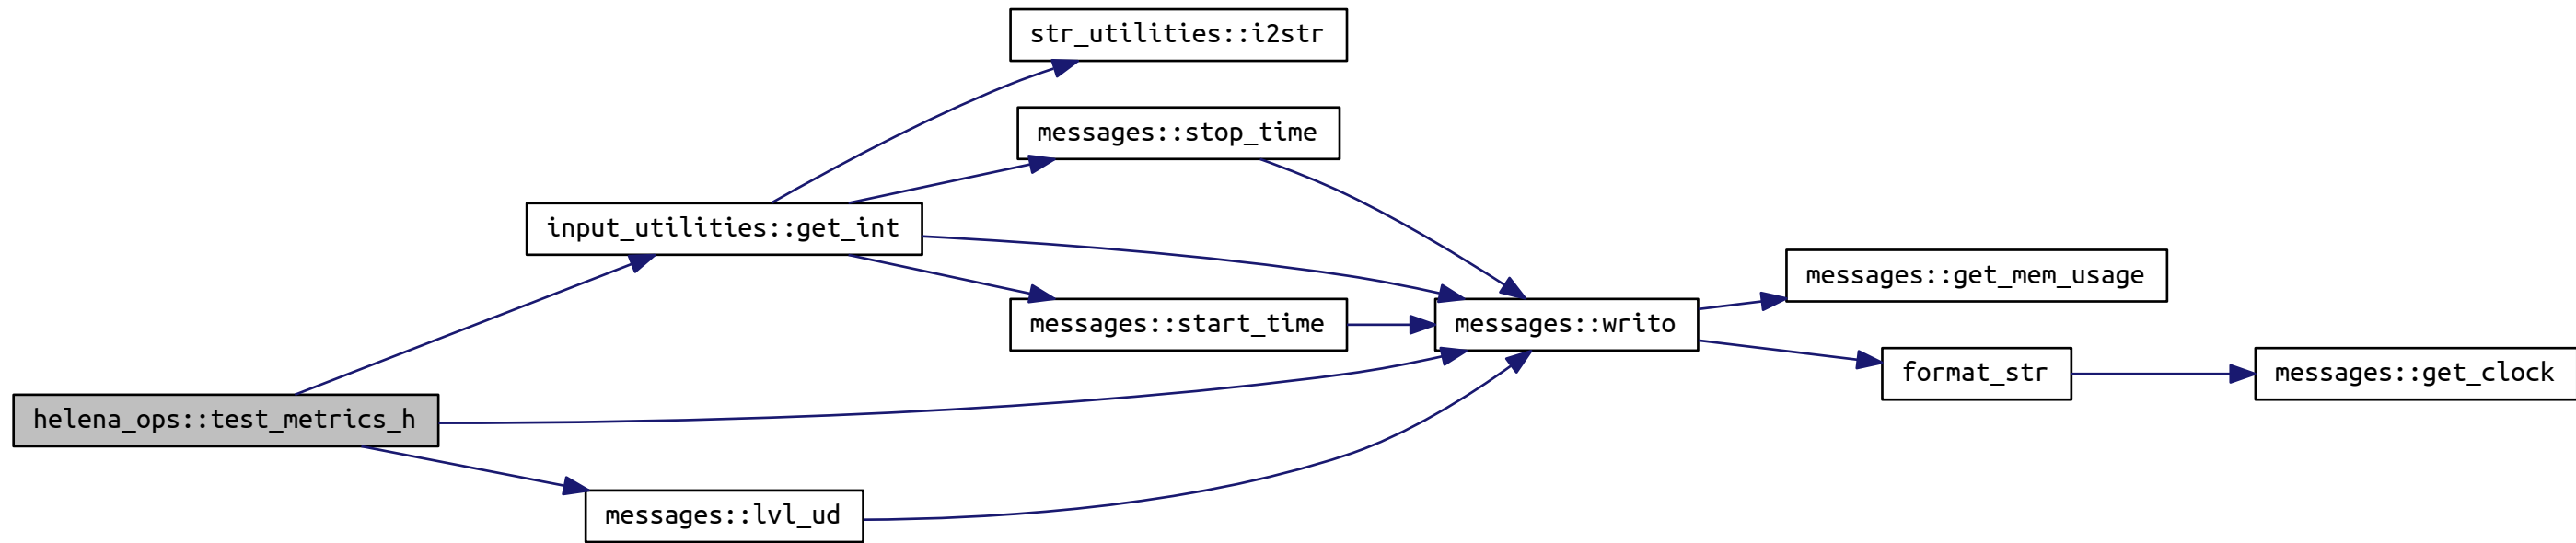 str_utilities::i2str
messages::stop_time
input_utilities::get_int
messages::get_mem_usage
messages::start_time
messages::writo
format_str
messages::get_clock
helena_ops::test_metrics_h
messages::lvl_ud